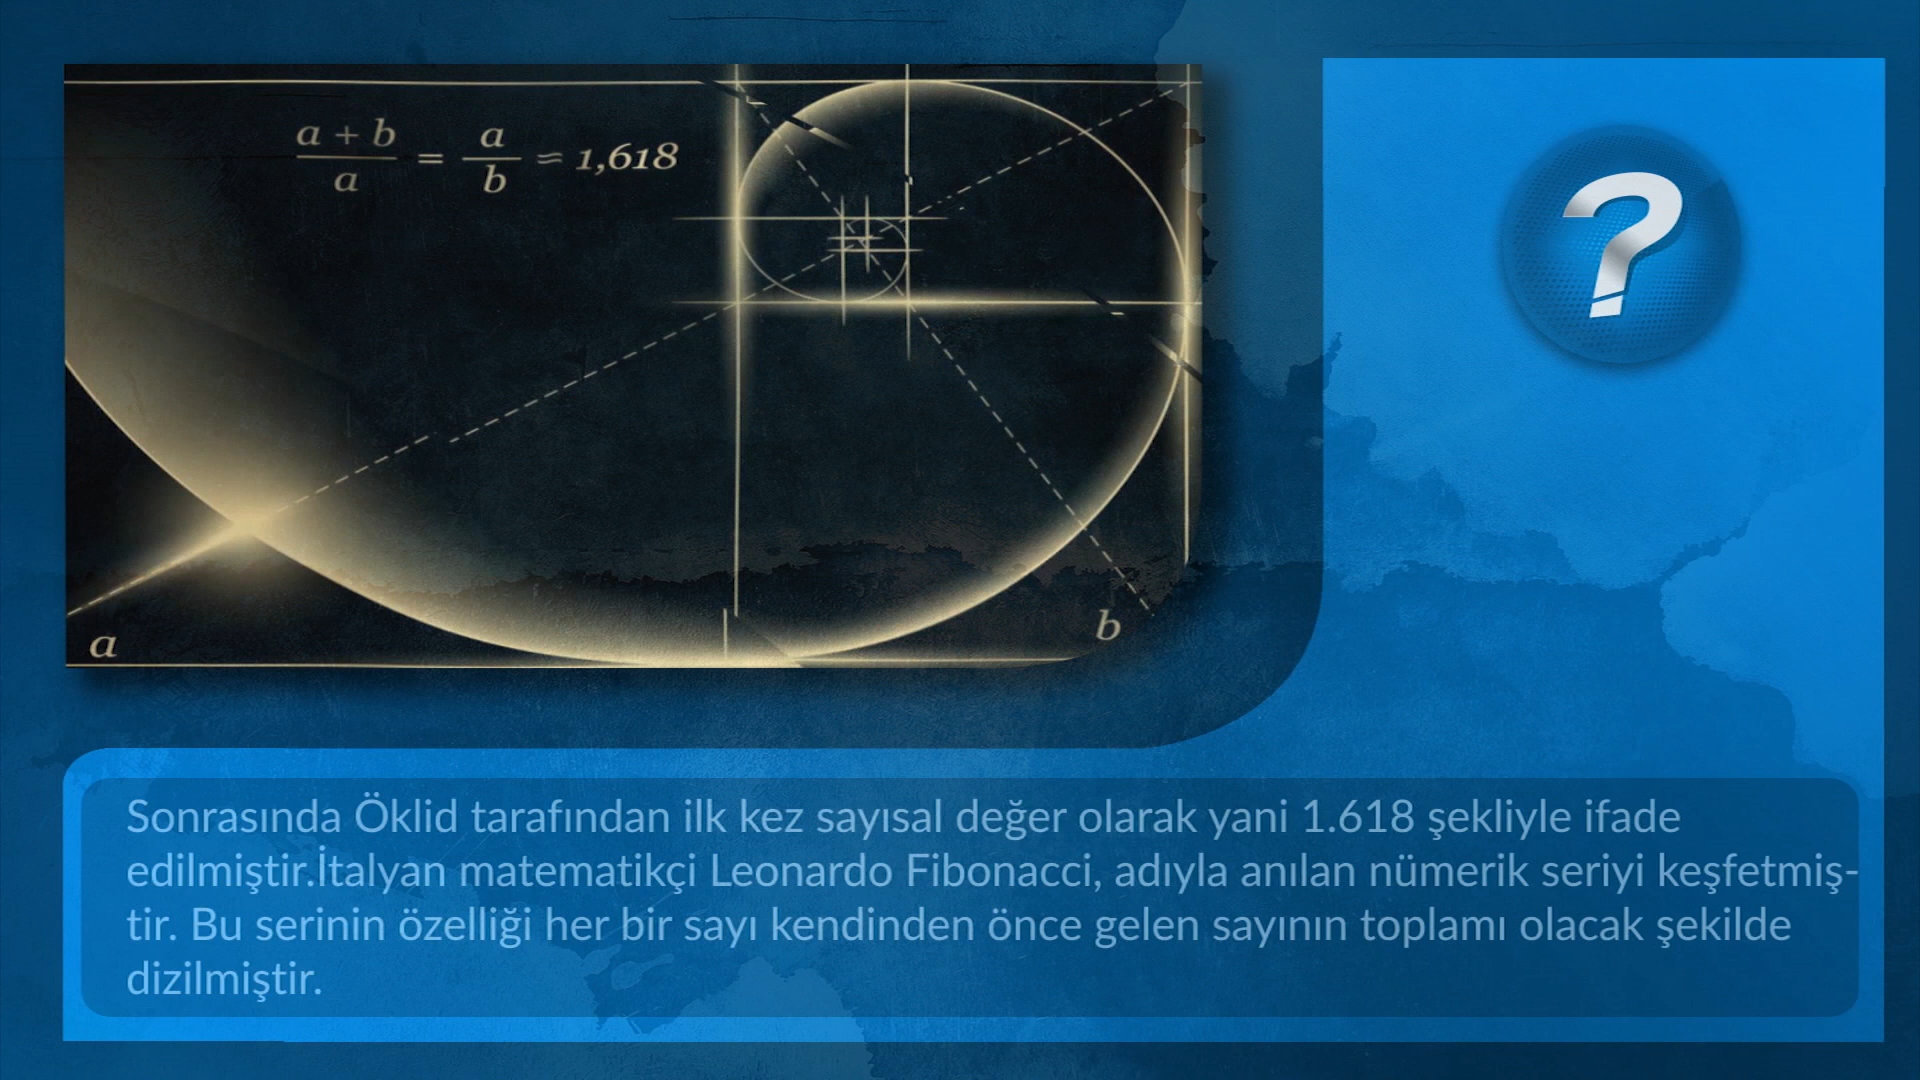 a + b
a
=
a
b
≈ 1,618
a
b
?
Sonrasında Öklid tarafından ilk kez sayısal değer olarak yani 1.618 şekliyle ifade
edilmiştir.İtalyan matematikçi Leonardo Fibonacci, adıyla anılan nümerik seriyi keşfetmiş-
tir. Bu serinin özelliği her bir sayı kendinden önce gelen sayının toplamı olacak şekilde
dizilmiştir.